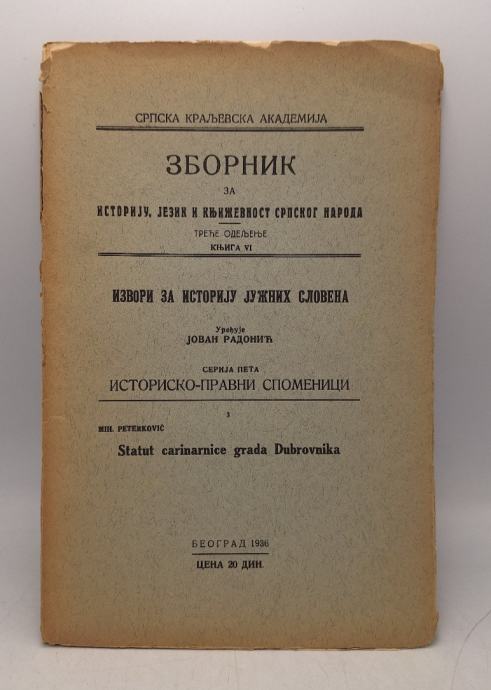 СРПСКА КРАЉЕВСКА АКАДЕМИЈА
ЗБОРНИК
ЗА
ИСТОРИЈУ, ЈЕЗИК И КЊИЖЕВНОСТ СРПСКОГ НАРОДА
ТРЕЋЕ ОДЕЉЕЊЕ
КЊИГА VI
ИЗВОРИ ЗА ИСТОРИЈУ ЈУЖНИХ СЛОВЕНА
Уређује
ЈОВАН РАДОНИЋ
СЕРИЈА ПЕТА
ИСТОРИСКО-ПРАВНИ СПОМЕНИЦИ
3
MIH. PETERKOVIĆ
Statut carinarnice grada Dubrovnika
БЕОГРАД 1936
ЦЕНА 20 ДИН.